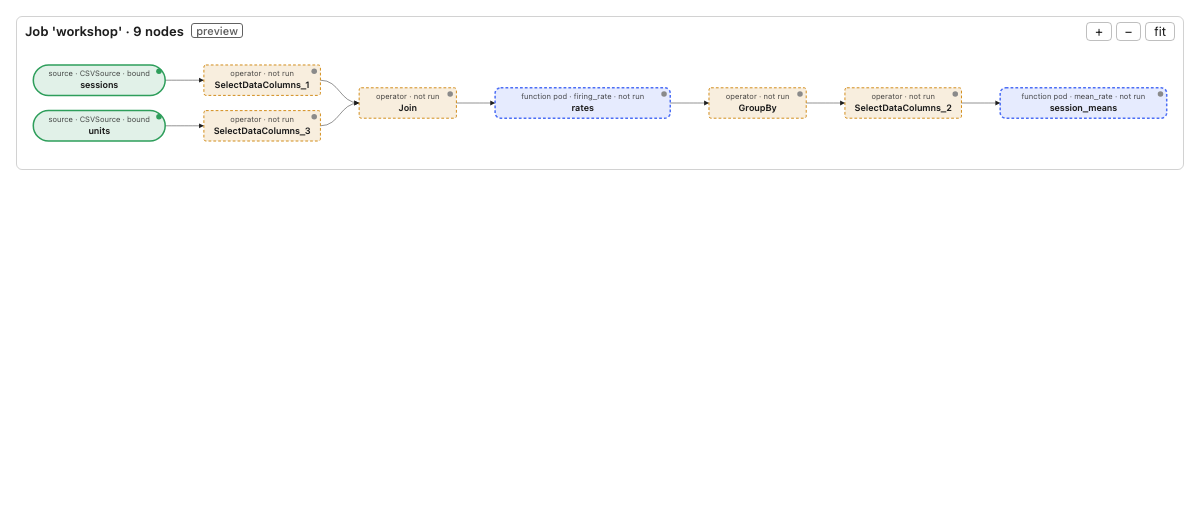 Job 'workshop' · 9 nodes preview
+ − fit
source · CSVSource · bound
sessions
operator · not run
SelectDataColumns_1
source · CSVSource · bound
units
operator · not run
SelectDataColumns_3
operator · not run
Join
function pod · firing_rate · not run
rates
operator · not run
GroupBy
operator · not run
SelectDataColumns_2
function pod · mean_rate · not run
session_means